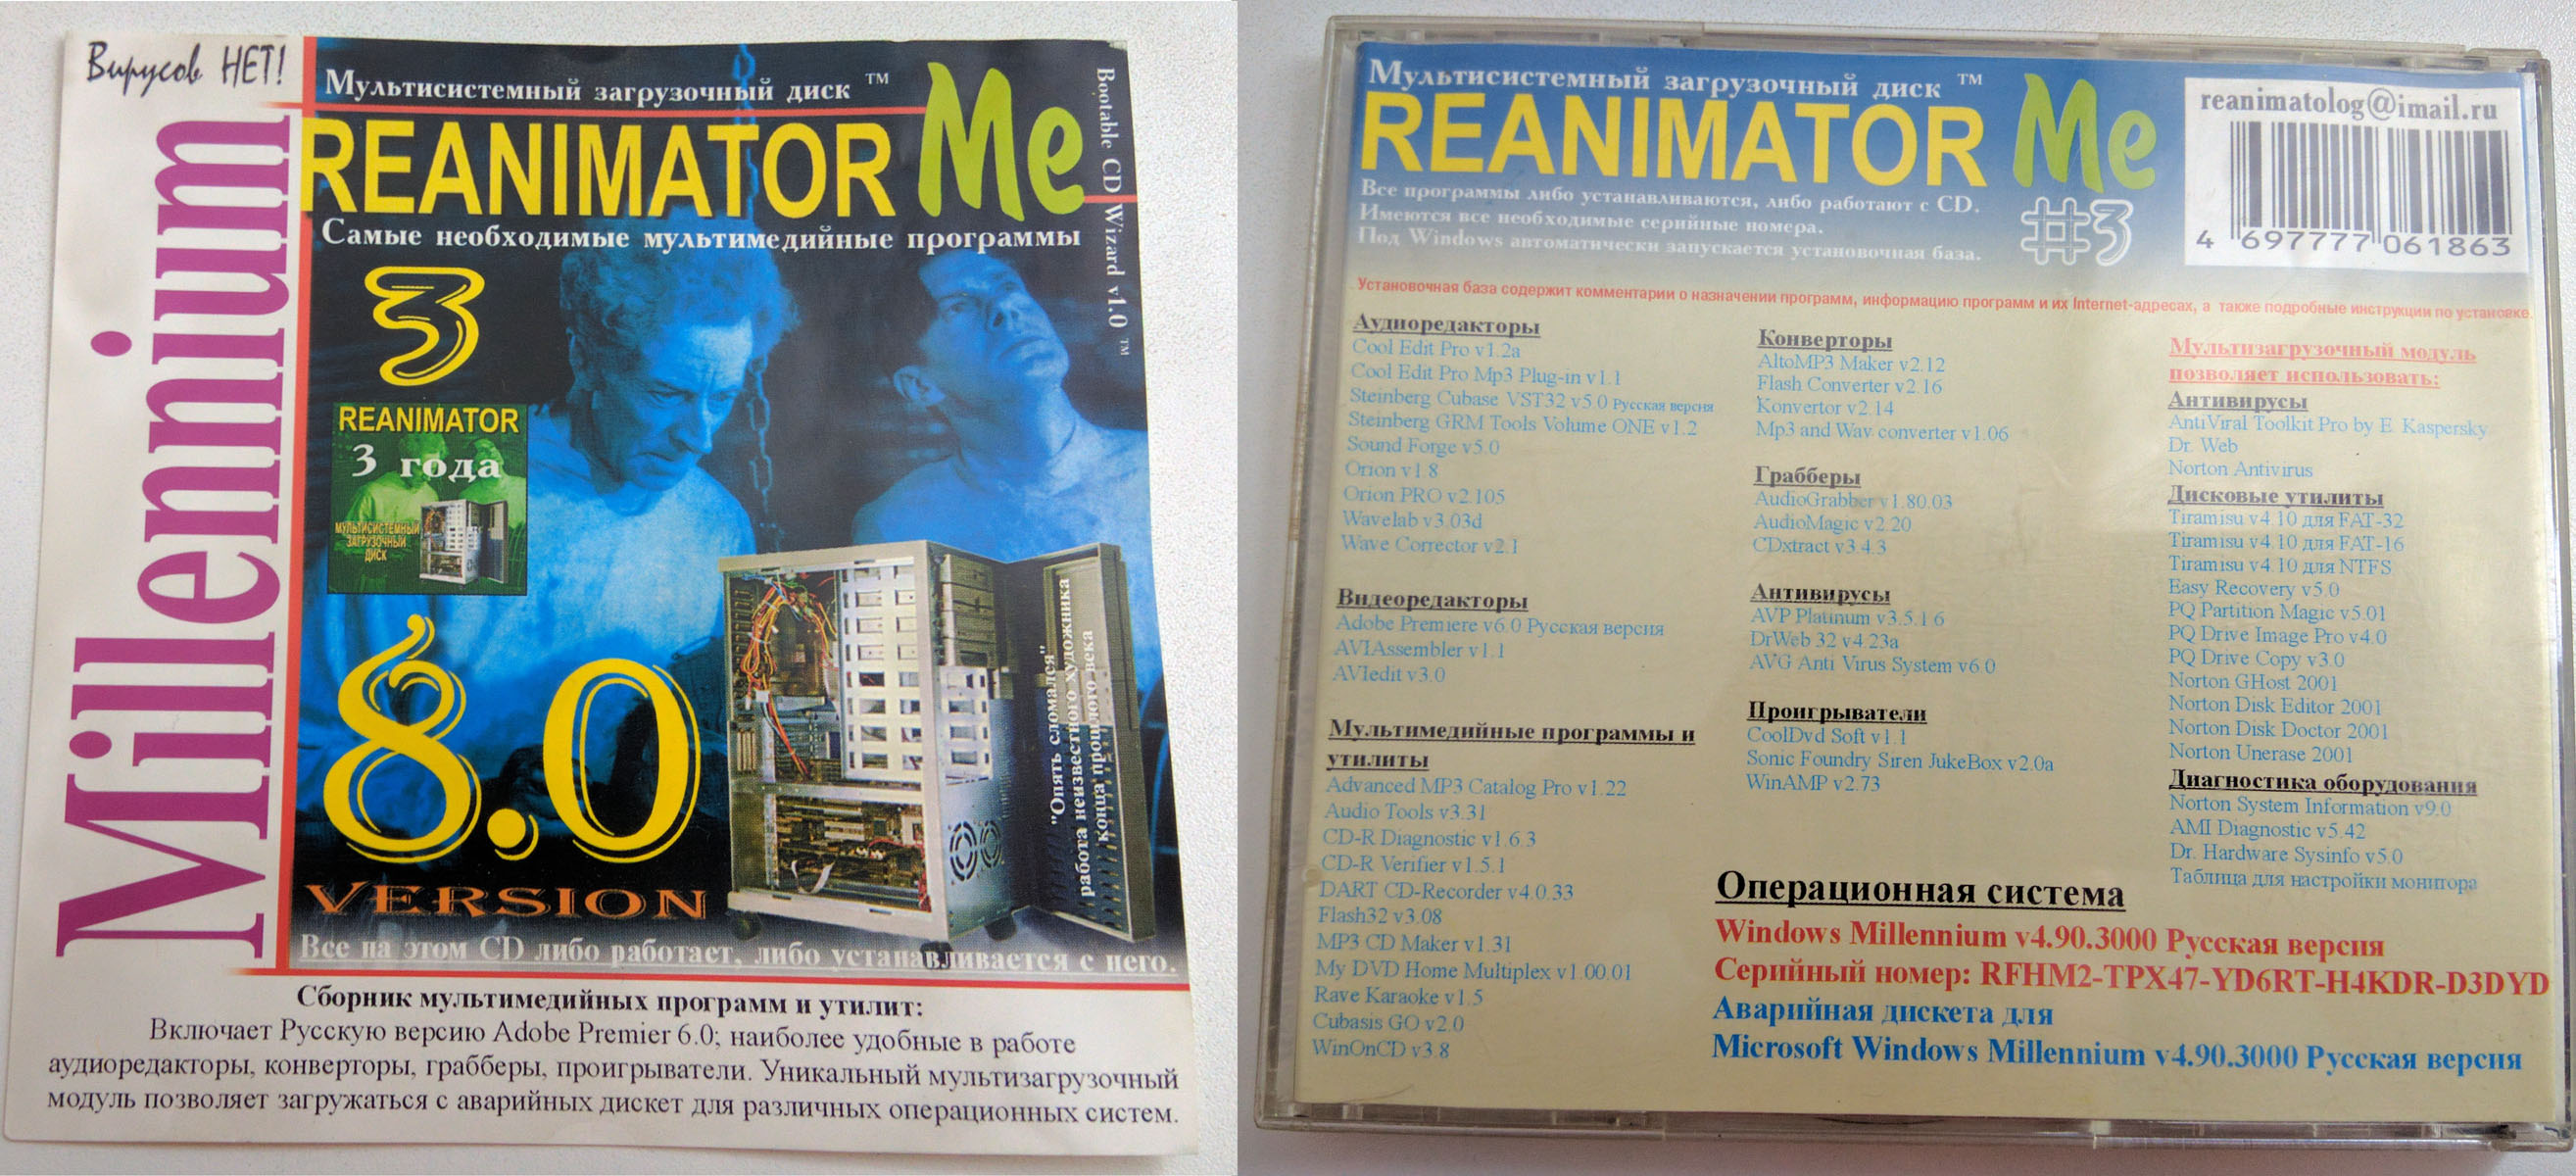 Вирусов НЕТ!
Millennium
Мультисистемный загрузочный диск ™
REANIMATOR Me
Bootable CD Wizard v1.0 ™
Самые необходимые мультимедийные программы
3
REANIMATOR
3 года
МУЛЬТИСИСТЕМНЫЙ
ЗАГРУЗОЧНЫЙ
ДИСК
8.0
VERSION
"Опять сломался"
работа неизвестного художника
конца прошлого века
Все на этом CD либо работает, либо устанавливается с него.
Сборник мультимедийных программ и утилит:
Включает Русскую версию Adobe Premier 6.0; наиболее удобные в работе
аудиоредакторы, конверторы, грабберы, проигрыватели. Уникальный мультизагрузочный
модуль позволяет загружаться с аварийных дискет для различных операционных систем.
Мультисистемный загрузочный диск ™
REANIMATOR Me
#3
Все программы либо устанавливаются, либо работают с CD.
Имеются все необходимые серийные номера.
Под Windows автоматически запускается установочная база.
reanimatolog@imail.ru
4 697777 061863
Установочная база содержит комментарии о назначении программ, информацию программ и их Internet-адресах, а также подробные инструкции по установке.
Аудиоредакторы
Cool Edit Pro v1.2a
Cool Edit Pro Mp3 Plug-in v1.1
Steinberg Cubase VST32 v5.0 Русская версия
Steinberg GRM Tools Volume ONE v1.2
Sound Forge v5.0
Orion v1.8
Orion PRO v2.105
Wavelab v3.03d
Wave Corrector v2.1
Видеоредакторы
Adobe Premiere v6.0 Русская версия
AVIAssembler v1.1
AVIedit v3.0
Мультимедийные программы и
утилиты
Advanced MP3 Catalog Pro v1.22
Audio Tools v3.31
CD-R Diagnostic v1.6.3
CD-R Verifier v1.5.1
DART CD-Recorder v4.0.33
Flash32 v3.08
MP3 CD Maker v1.31
My DVD Home Multiplex v1.00.01
Rave Karaoke v1.5
Cubasis GO v2.0
WinOnCD v3.8
Конверторы
AltoMP3 Maker v2.12
Flash Converter v2.16
Konvertor v2.14
Mp3 and Wav converter v1.06
Грабберы
AudioGrabber v1.80.03
AudioMagic v2.20
CDxtract v3.4.3
Антивирусы
AVP Platinum v3.5.1.6
DrWeb 32 v4.23a
AVG Anti Virus System v6.0
Проигрыватели
CoolDvd Soft v1.1
Sonic Foundry Siren JukeBox v2.0a
WinAMP v2.73
Мультизагрузочный модуль
позволяет использовать:
Антивирусы
AntiViral Toolkit Pro by E. Kaspersky
Dr. Web
Norton Antivirus
Дисковые утилиты
Tiramisu v4.10 для FAT-32
Tiramisu v4.10 для FAT-16
Tiramisu v4.10 для NTFS
Easy Recovery v5.0
PQ Partition Magic v5.01
PQ Drive Image Pro v4.0
PQ Drive Copy v3.0
Norton GHost 2001
Norton Disk Editor 2001
Norton Disk Doctor 2001
Norton Unerase 2001
Диагностика оборудования
Norton System Information v9.0
AMI Diagnostic v5.42
Dr. Hardware Sysinfo v5.0
Таблица для настройки монитора
Операционная система
Windows Millennium v4.90.3000 Русская версия
Серийный номер: RFHM2-TPX47-YD6RT-H4KDR-D3DYD
Аварийная дискета для
Microsoft Windows Millennium v4.90.3000 Русская версия